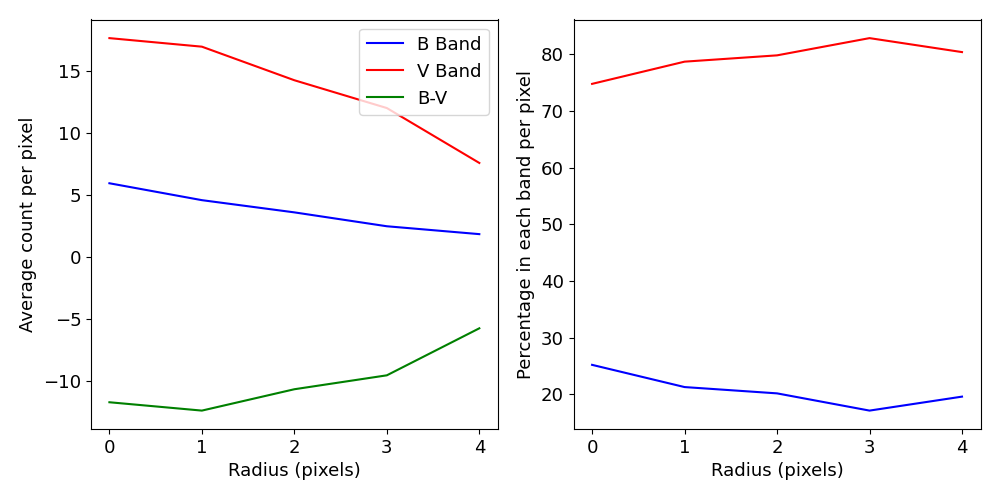 B Band
V Band
B-V
15
10
5
0
−5
−10
Average count per pixel
0 1 2 3 4
Radius (pixels)
80
70
60
50
40
30
20
Percentage in each band per pixel
0 1 2 3 4
Radius (pixels)